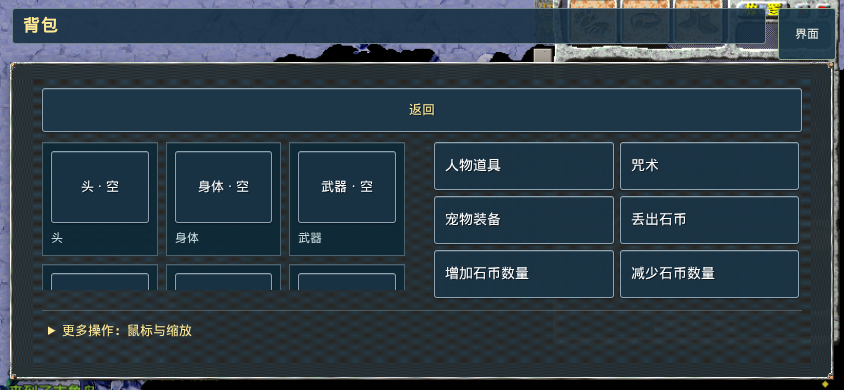 背包
界面
返回
头 · 空
身体 · 空
武器 · 空
头
身体
武器
人物道具
咒术
宠物装备
丢出石币
增加石币数量
减少石币数量
▶ 更多操作：鼠标与缩放